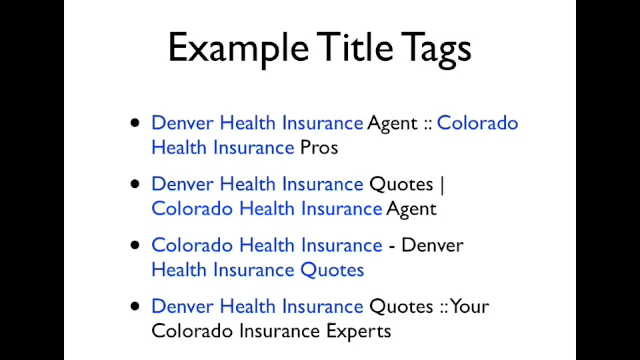 Example Title Tags
• Denver Health Insurance Agent :: Colorado
Health Insurance Pros
• Denver Health Insurance Quotes |
Colorado Health Insurance Agent
• Colorado Health Insurance - Denver
Health Insurance Quotes
• Denver Health Insurance Quotes :: Your
Colorado Insurance Experts